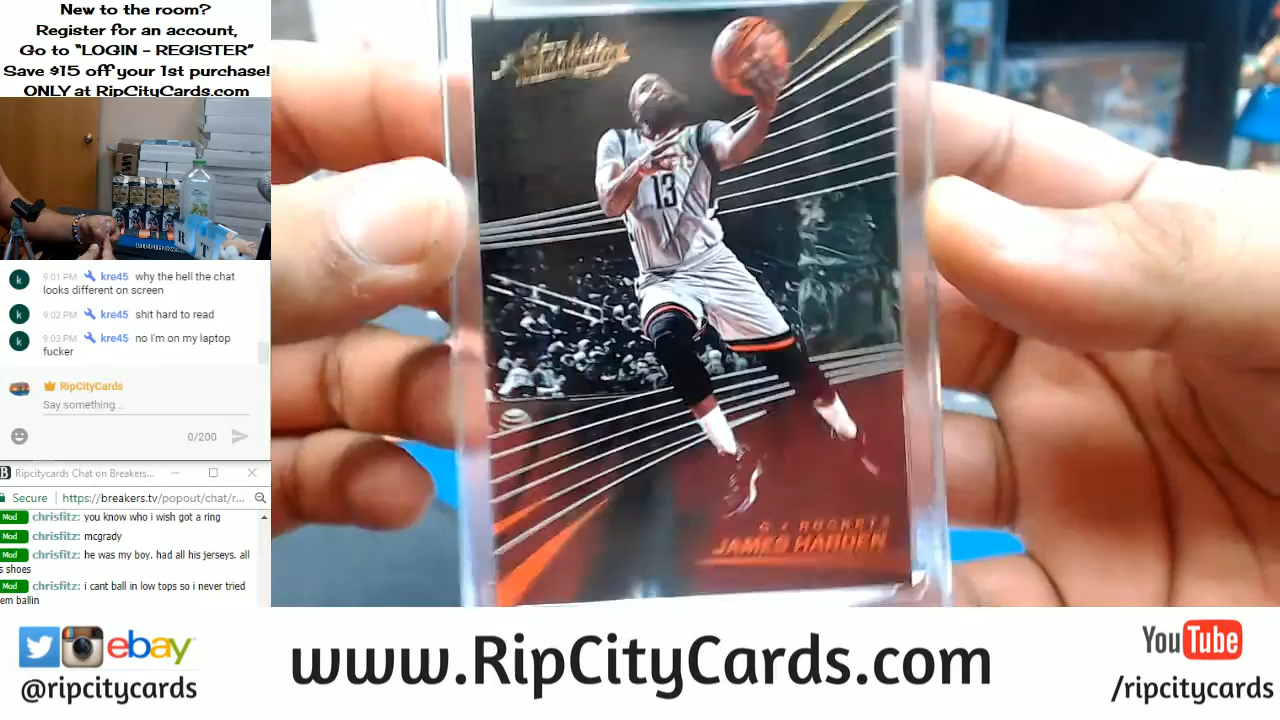 New to the room?
Register for an account,
Go to “LOGIN - REGISTER”
Save $15 off your 1st purchase!
ONLY at RipCityCards.com
k
9:01 PM kre45 why the hell the chat
looks different on screen
k
9:02 PM kre45 shit hard to read
k
9:03 PM kre45 no I'm on my laptop
fucker
RipCityCards
Say something...
0/200
Ripcitycards Chat on Breakers...
Secure https://breakers.tv/popout/chat/r...
Mod chrisfitz: you know who i wish got a ring
Mod chrisfitz: mcgrady
Mod chrisfitz: he was my boy. had all his jerseys. all
s shoes
Mod chrisfitz: i cant ball in low tops so i never tried
em ballin
Absolute
13
G / ROCKETS
JAMES HARDEN
ebay
@ripcitycards
www.RipCityCards.com
YouTube
/ripcitycards